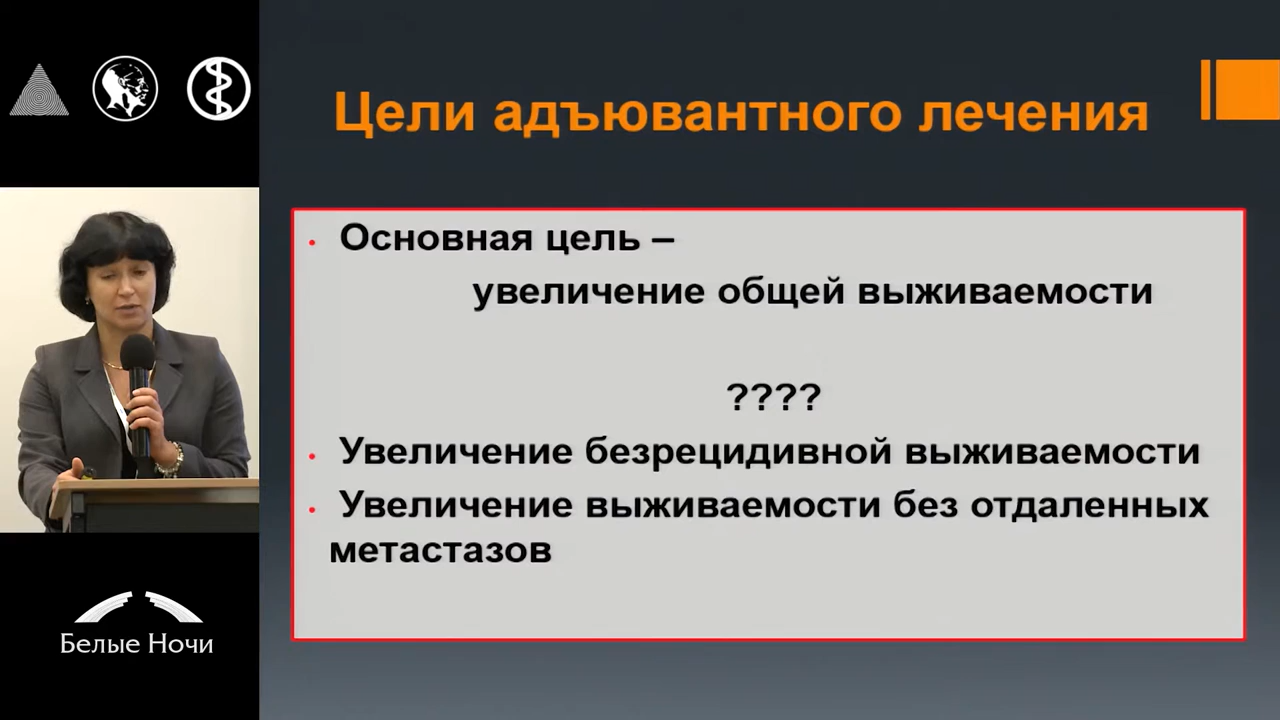 Цели адъювантного лечения
• Основная цель –
увеличение общей выживаемости
????
• Увеличение безрецидивной выживаемости
• Увеличение выживаемости без отдаленных
метастазов
Белые Ночи